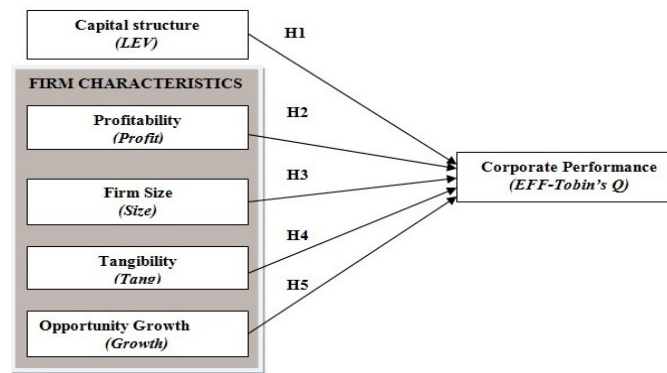 Capital structure
(LEV)
H1
FIRM CHARACTERISTICS
Profitability
(Profit)
H2
Firm Size
(Size)
H3
Tangibility
(Tang)
H4
Opportunity Growth
(Growth)
H5
Corporate Performance
(EFF-Tobin's Q)